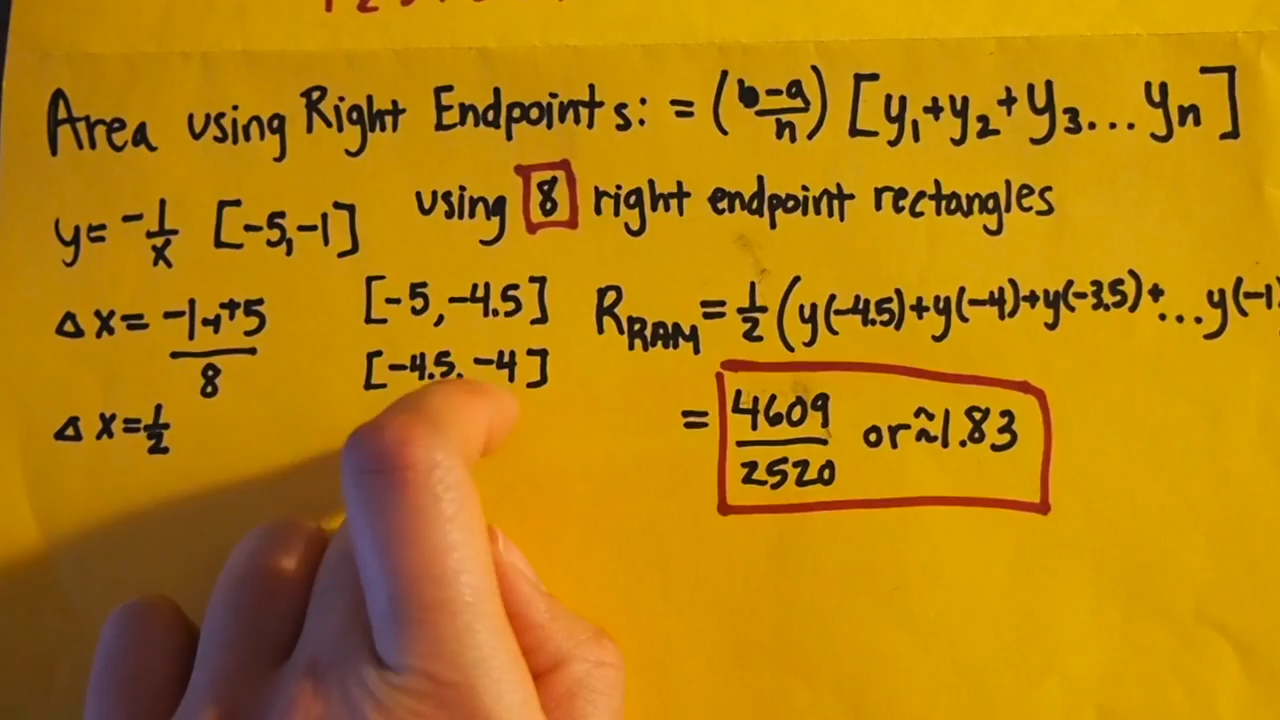 Area using Right Endpoints: = (b-a/n) [y₁+y₂+y₃... yn]
y= -1/x [-5,-1] using 8 right endpoint rectangles
Δx= -1+5/8 [-5,-4.5] R RAM = 1/2 (y(-4.5)+y(-4)+y(-3.5)+...y(-1)
[-4.5,-4]
Δx=1/2 = 4609/2520 or ≈1.83